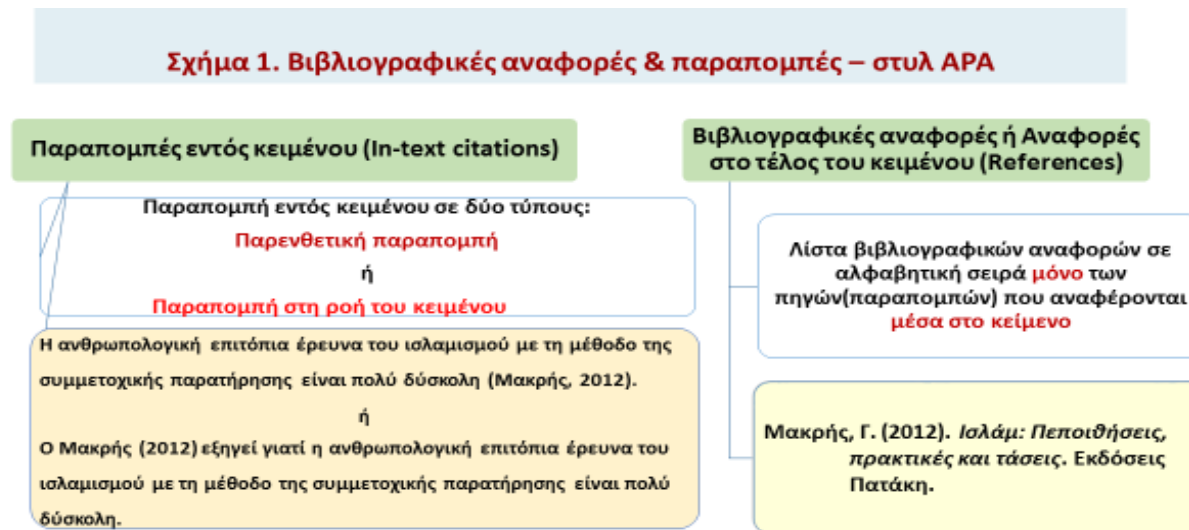 Σχήμα 1. Βιβλιογραφικές αναφορές & παραπομπές – στυλ APA
Παραπομπές εντός κειμένου (In-text citations)
Παραπομπή εντός κειμένου σε δύο τύπους:
Παρενθετική παραπομπή
ή
Παραπομπή στη ροή του κειμένου
Η ανθρωπολογική επιτόπια έρευνα του ισλαμισμού με τη μέθοδο της
συμμετοχικής παρατήρησης είναι πολύ δύσκολη (Μακρής, 2012).
ή
Ο Μακρής (2012) εξηγεί γιατί η ανθρωπολογική επιτόπια έρευνα του
ισλαμισμού με τη μέθοδο της συμμετοχικής παρατήρησης είναι πολύ
δύσκολη.
Βιβλιογραφικές αναφορές ή Αναφορές
στο τέλος του κειμένου (References)
Λίστα βιβλιογραφικών αναφορών σε
αλφαβητική σειρά μόνο των
πηγών(παραπομπών) που αναφέρονται
μέσα στο κείμενο
Μακρής, Γ. (2012). Ισλάμ: Πεποιθήσεις,
πρακτικές και τάσεις. Εκδόσεις
Πατάκη.